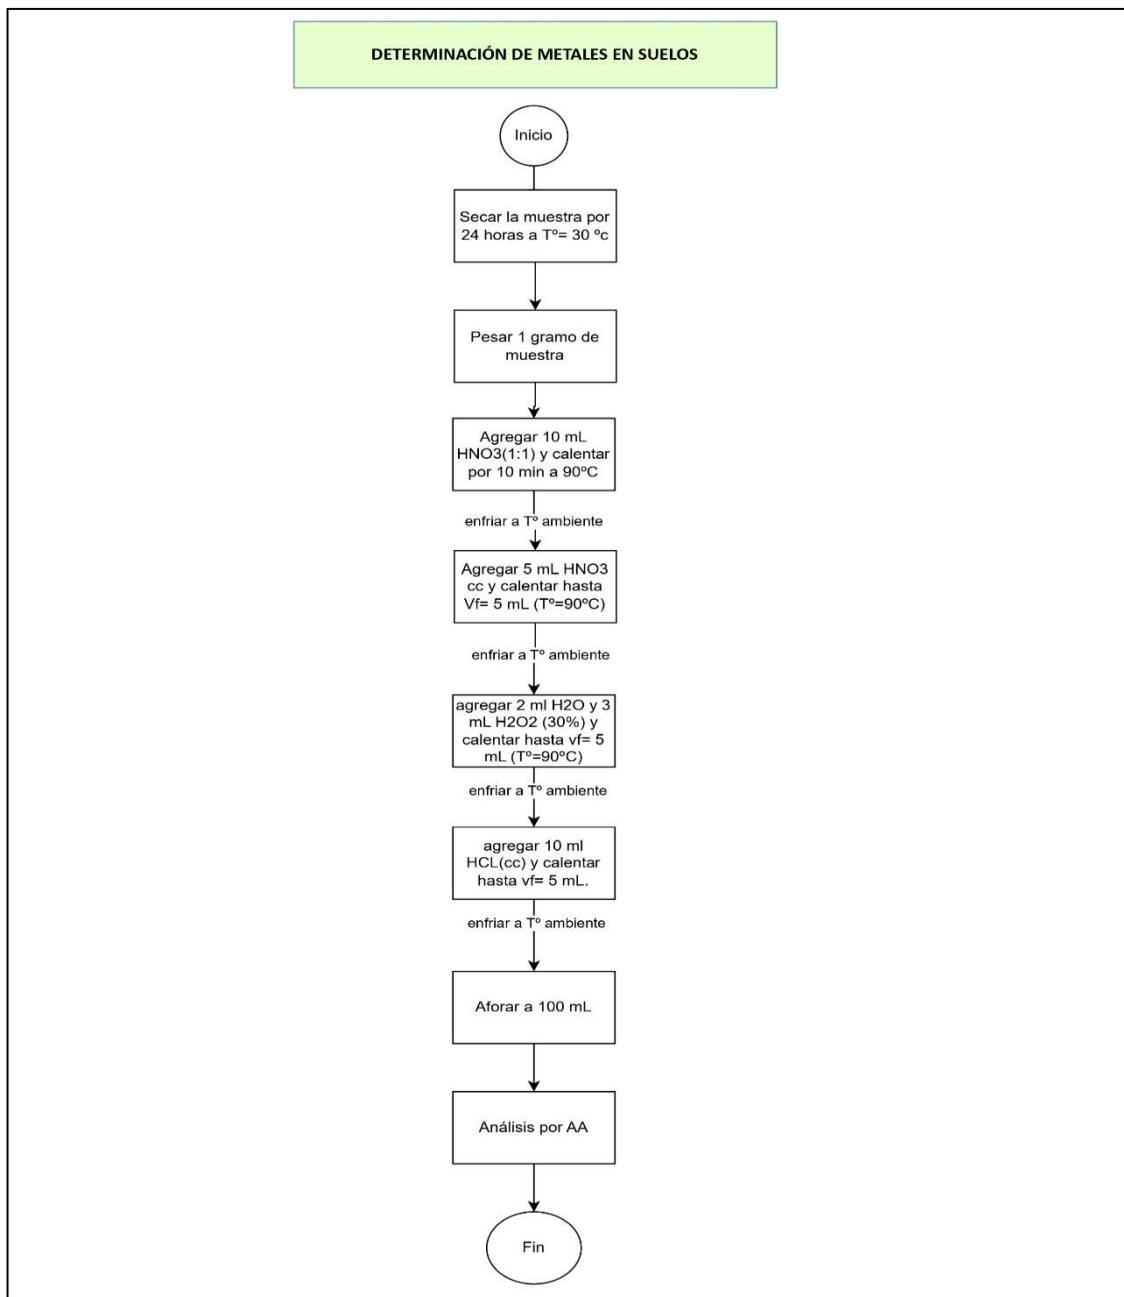 DETERMINACIÓN DE METALES EN SUELOS
Inicio
Secar la muestra por
24 horas a Tº= 30 ºc
Pesar 1 gramo de
muestra
Agregar 10 mL
HNO3(1:1) y calentar
por 10 min a 90ºC
enfriar a Tº ambiente
Agregar 5 mL HNO3
cc y calentar hasta
Vf= 5 mL (Tº=90ºC)
enfriar a Tº ambiente
agregar 2 ml H2O y 3
mL H2O2 (30%) y
calentar hasta vf= 5
mL (Tº=90ºC)
enfriar a Tº ambiente
agregar 10 ml
HCL(cc) y calentar
hasta vf= 5 mL.
enfriar a Tº ambiente
Aforar a 100 mL
Análisis por AA
Fin